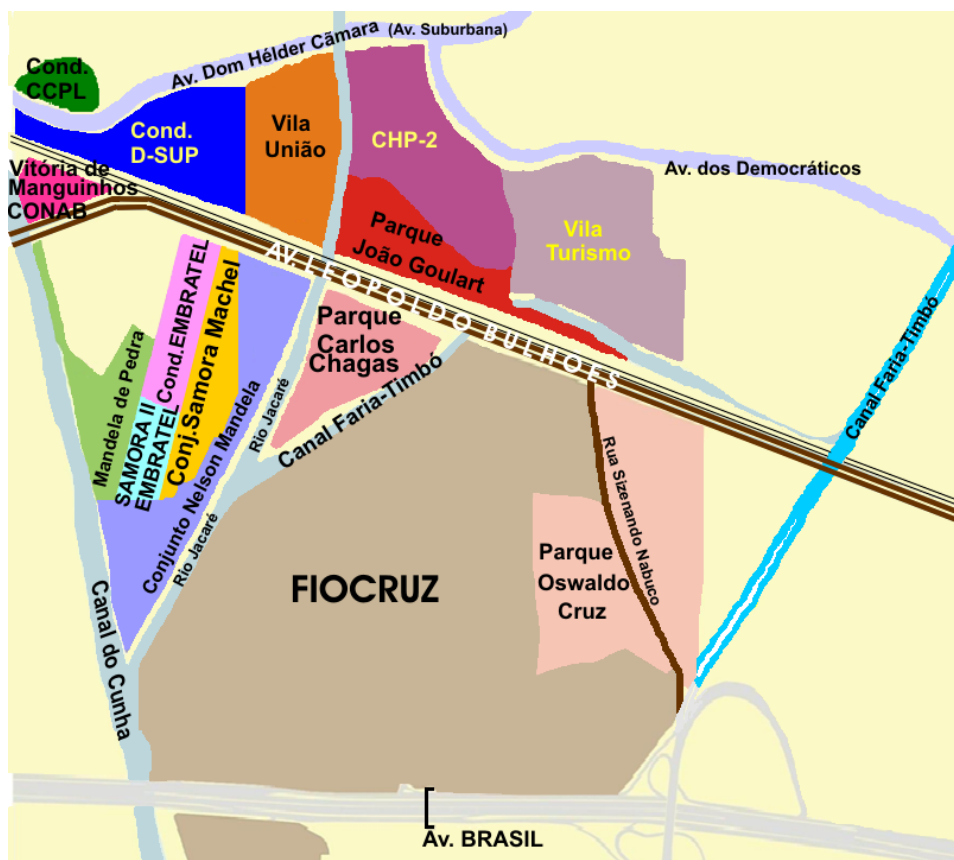 Av. Dom Hélder Cãmara (Av. Suburbana)
Cond.
CCPL
Cond.
D-SUP
Vila
União
CHP-2
Av. dos Democráticos
Vitória de
Manguinhos
CONAB
Parque
João Goulart
Vila
Turismo
AV. LEOPOLDO BULHOES
Mandela de Pedra
SAMORA II
EMBRATEL
Cond.EMBRATEL
Conj.Samora Machel
Conjunto Nelson Mandela
Rio Jacaré
Rio Jacaré
Parque
Carlos
Chagas
Canal Faria-Timbó
Canal Faria-Timbó
Rua Sizenando Nabuco
FIOCRUZ
Parque
Oswaldo
Cruz
Canal do Cunha
Av. BRASIL